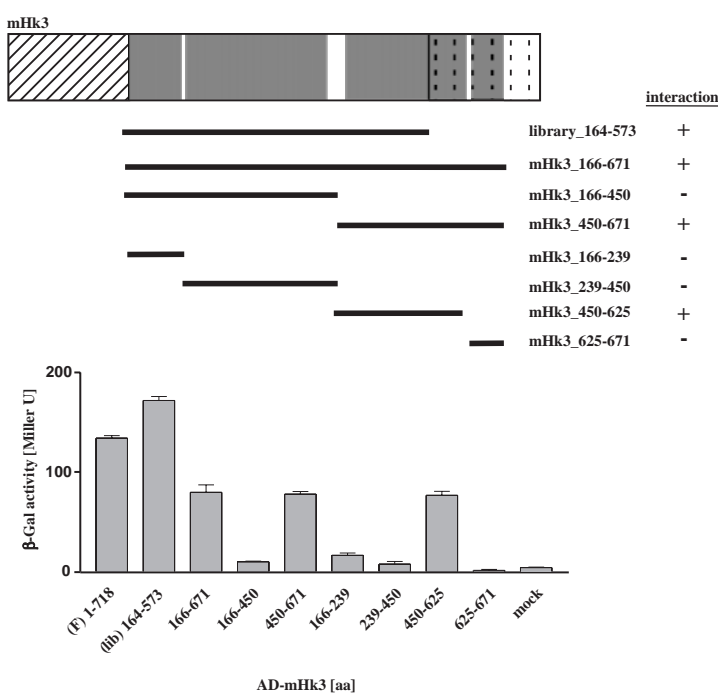 mHk3
interaction
library_164-573 +
mHk3_166-671 +
mHk3_166-450 -
mHk3_450-671 +
mHk3_166-239 -
mHk3_239-450 -
mHk3_450-625 +
mHk3_625-671 -
β-Gal activity [Miller U]
200
100
0
(F) 1-718
(lib) 164-573
166-671
166-450
450-671
166-239
239-450
450-625
625-671
mock
AD-mHk3 [aa]